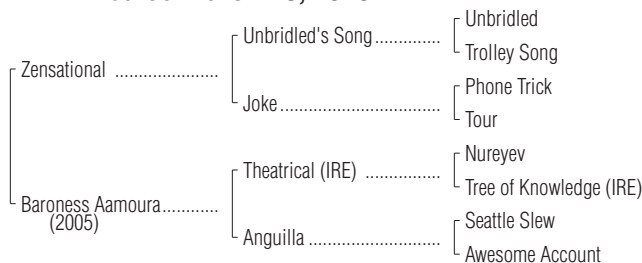 Unbridled
Unbridled's Song
Trolley Song
Zensational
Phone Trick
Joke
Tour
Nureyev
Theatrical (IRE)
Tree of Knowledge (IRE)
Baroness Aamoura
(2005)
Seattle Slew
Anguilla
Awesome Account